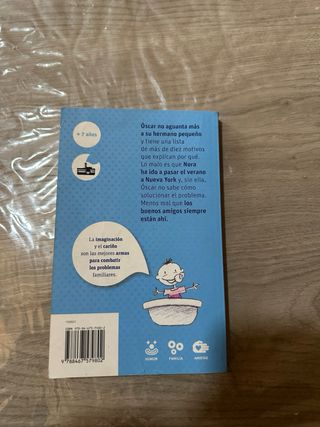 + 7 años
Óscar no aguanta más
a su hermano pequeño
y tiene una lista
de más de diez motivos
que explican por qué.
Lo malo es que Nora
ha ido a pasar el verano
a Nueva York y, sin ella,
Óscar no sabe cómo
solucionar el problema.
Menos mal que los
buenos amigos siempre
están ahí.
La imaginación
y el cariño
son las mejores armas
para combatir
los problemas
familiares.
9 788467 579802
HUMOR FAMILIA AMISTAD